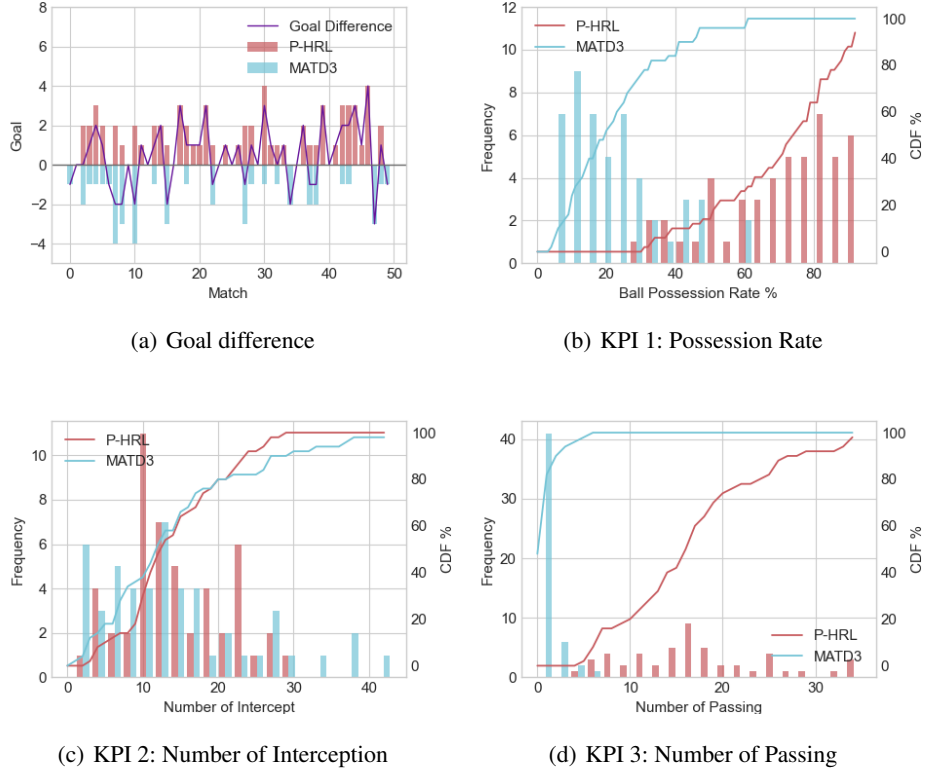 8
6
4
2
0
−2
−4
Goal
Goal Difference
P-HRL
MATD3
0 10 20 30 40 50
Match
(a) Goal difference
12
10
8
6
4
2
0
Frequency
P-HRL
MATD3
100
80
60
40
20
0
CDF %
0 20 40 60 80
Ball Possession Rate %
(b) KPI 1: Possession Rate
10
8
6
4
2
0
Frequency
P-HRL
MATD3
100
80
60
40
20
0
CDF %
0 10 20 30 40
Number of Intercept
(c) KPI 2: Number of Interception
40
30
20
10
0
Frequency
P-HRL
MATD3
100
80
60
40
20
0
CDF %
0 10 20 30
Number of Passing
(d) KPI 3: Number of Passing